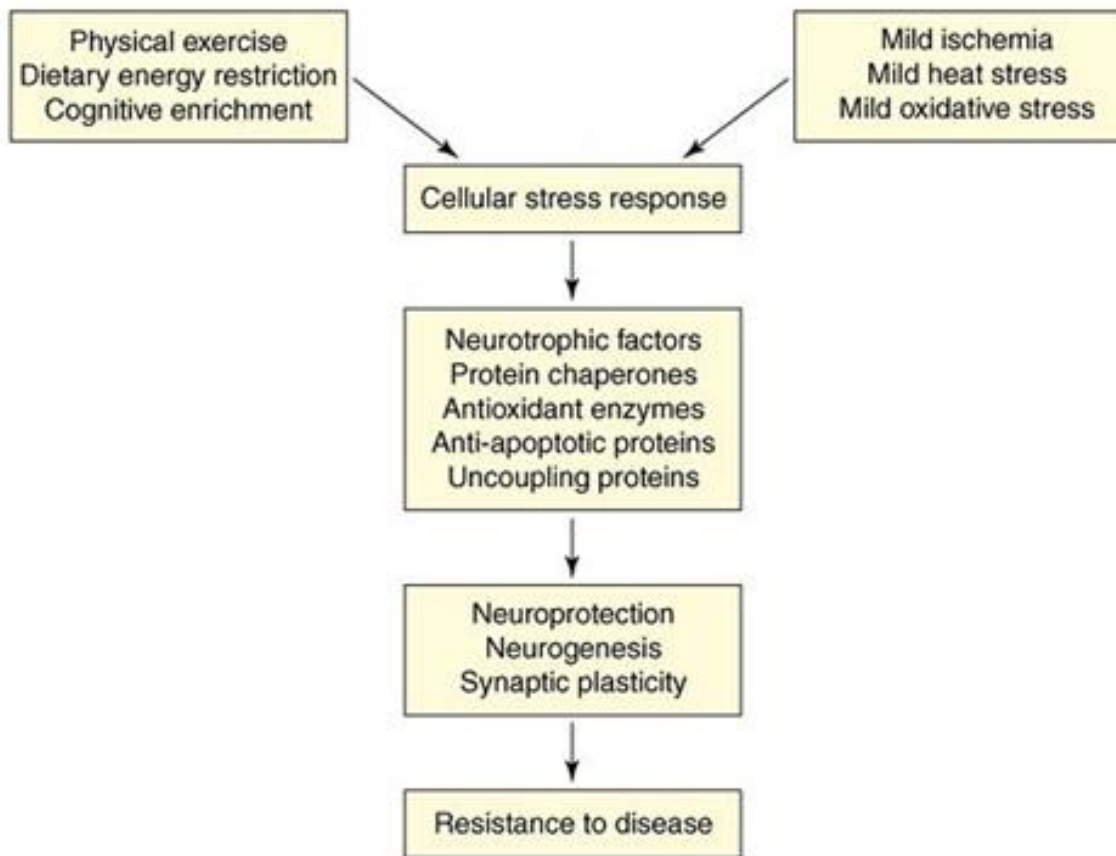 Physical exercise
Dietary energy restriction
Cognitive enrichment
Mild ischemia
Mild heat stress
Mild oxidative stress
Cellular stress response
Neurotrophic factors
Protein chaperones
Antioxidant enzymes
Anti-apoptotic proteins
Uncoupling proteins
Neuroprotection
Neurogenesis
Synaptic plasticity
Resistance to disease